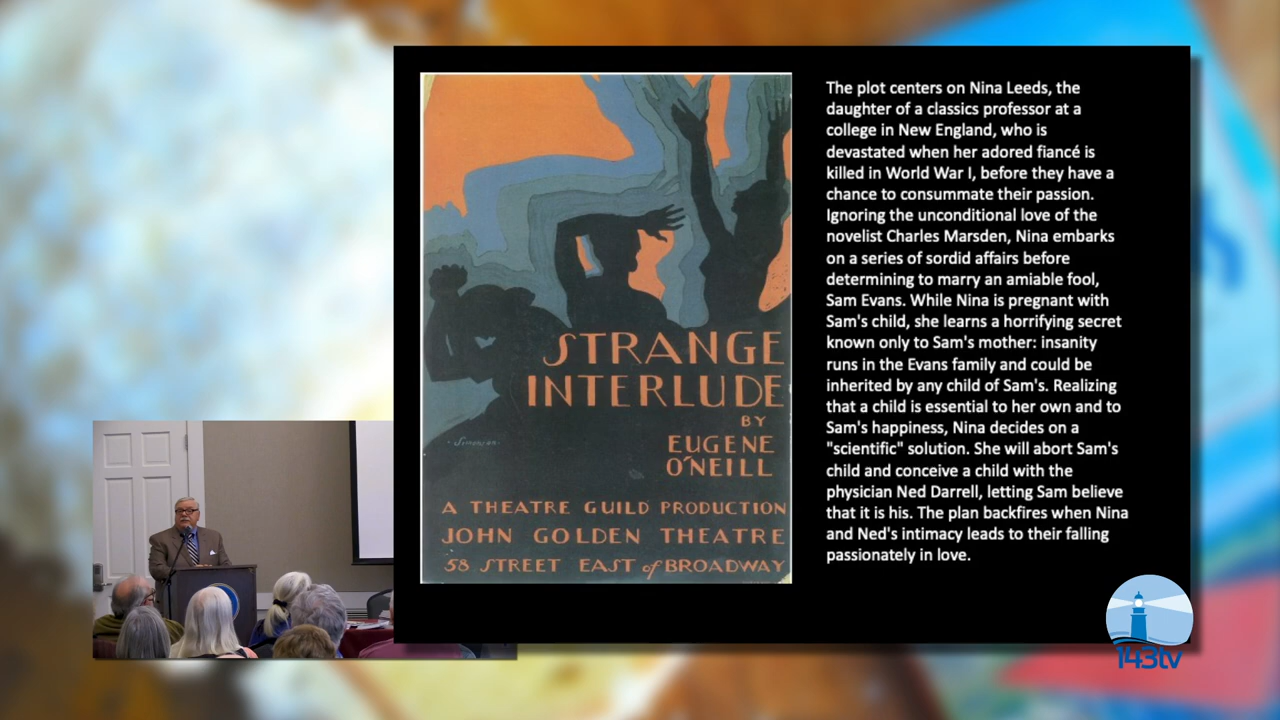 STRANGE
INTERLUDE
BY
EUGENE
O'NEILL
A THEATRE GUILD PRODUCTION
JOHN GOLDEN THEATRE
58 STREET EAST of BROADWAY
The plot centers on Nina Leeds, the
daughter of a classics professor at a
college in New England, who is
devastated when her adored fiancé is
killed in World War I, before they have a
chance to consummate their passion.
Ignoring the unconditional love of the
novelist Charles Marsden, Nina embarks
on a series of sordid affairs before
determining to marry an amiable fool,
Sam Evans. While Nina is pregnant with
Sam's child, she learns a horrifying secret
known only to Sam's mother: insanity
runs in the Evans family and could be
inherited by any child of Sam's. Realizing
that a child is essential to her own and to
Sam's happiness, Nina decides on a
"scientific" solution. She will abort Sam's
child and conceive a child with the
physician Ned Darrell, letting Sam believe
that it is his. The plan backfires when Nina
and Ned's intimacy leads to their falling
passionately in love.
143tv